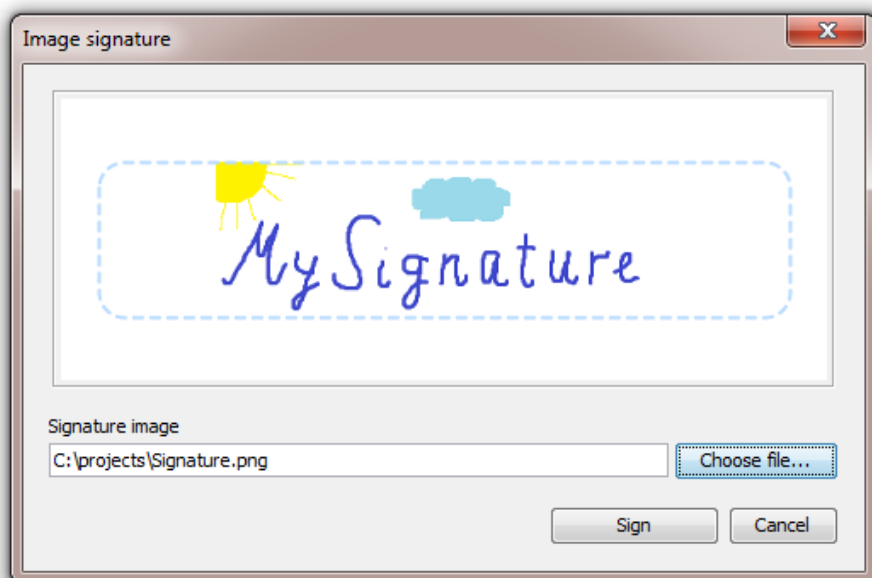 Image signature
MySignature
Signature image
C:\projects\Signature.png
Choose file...
Sign
Cancel